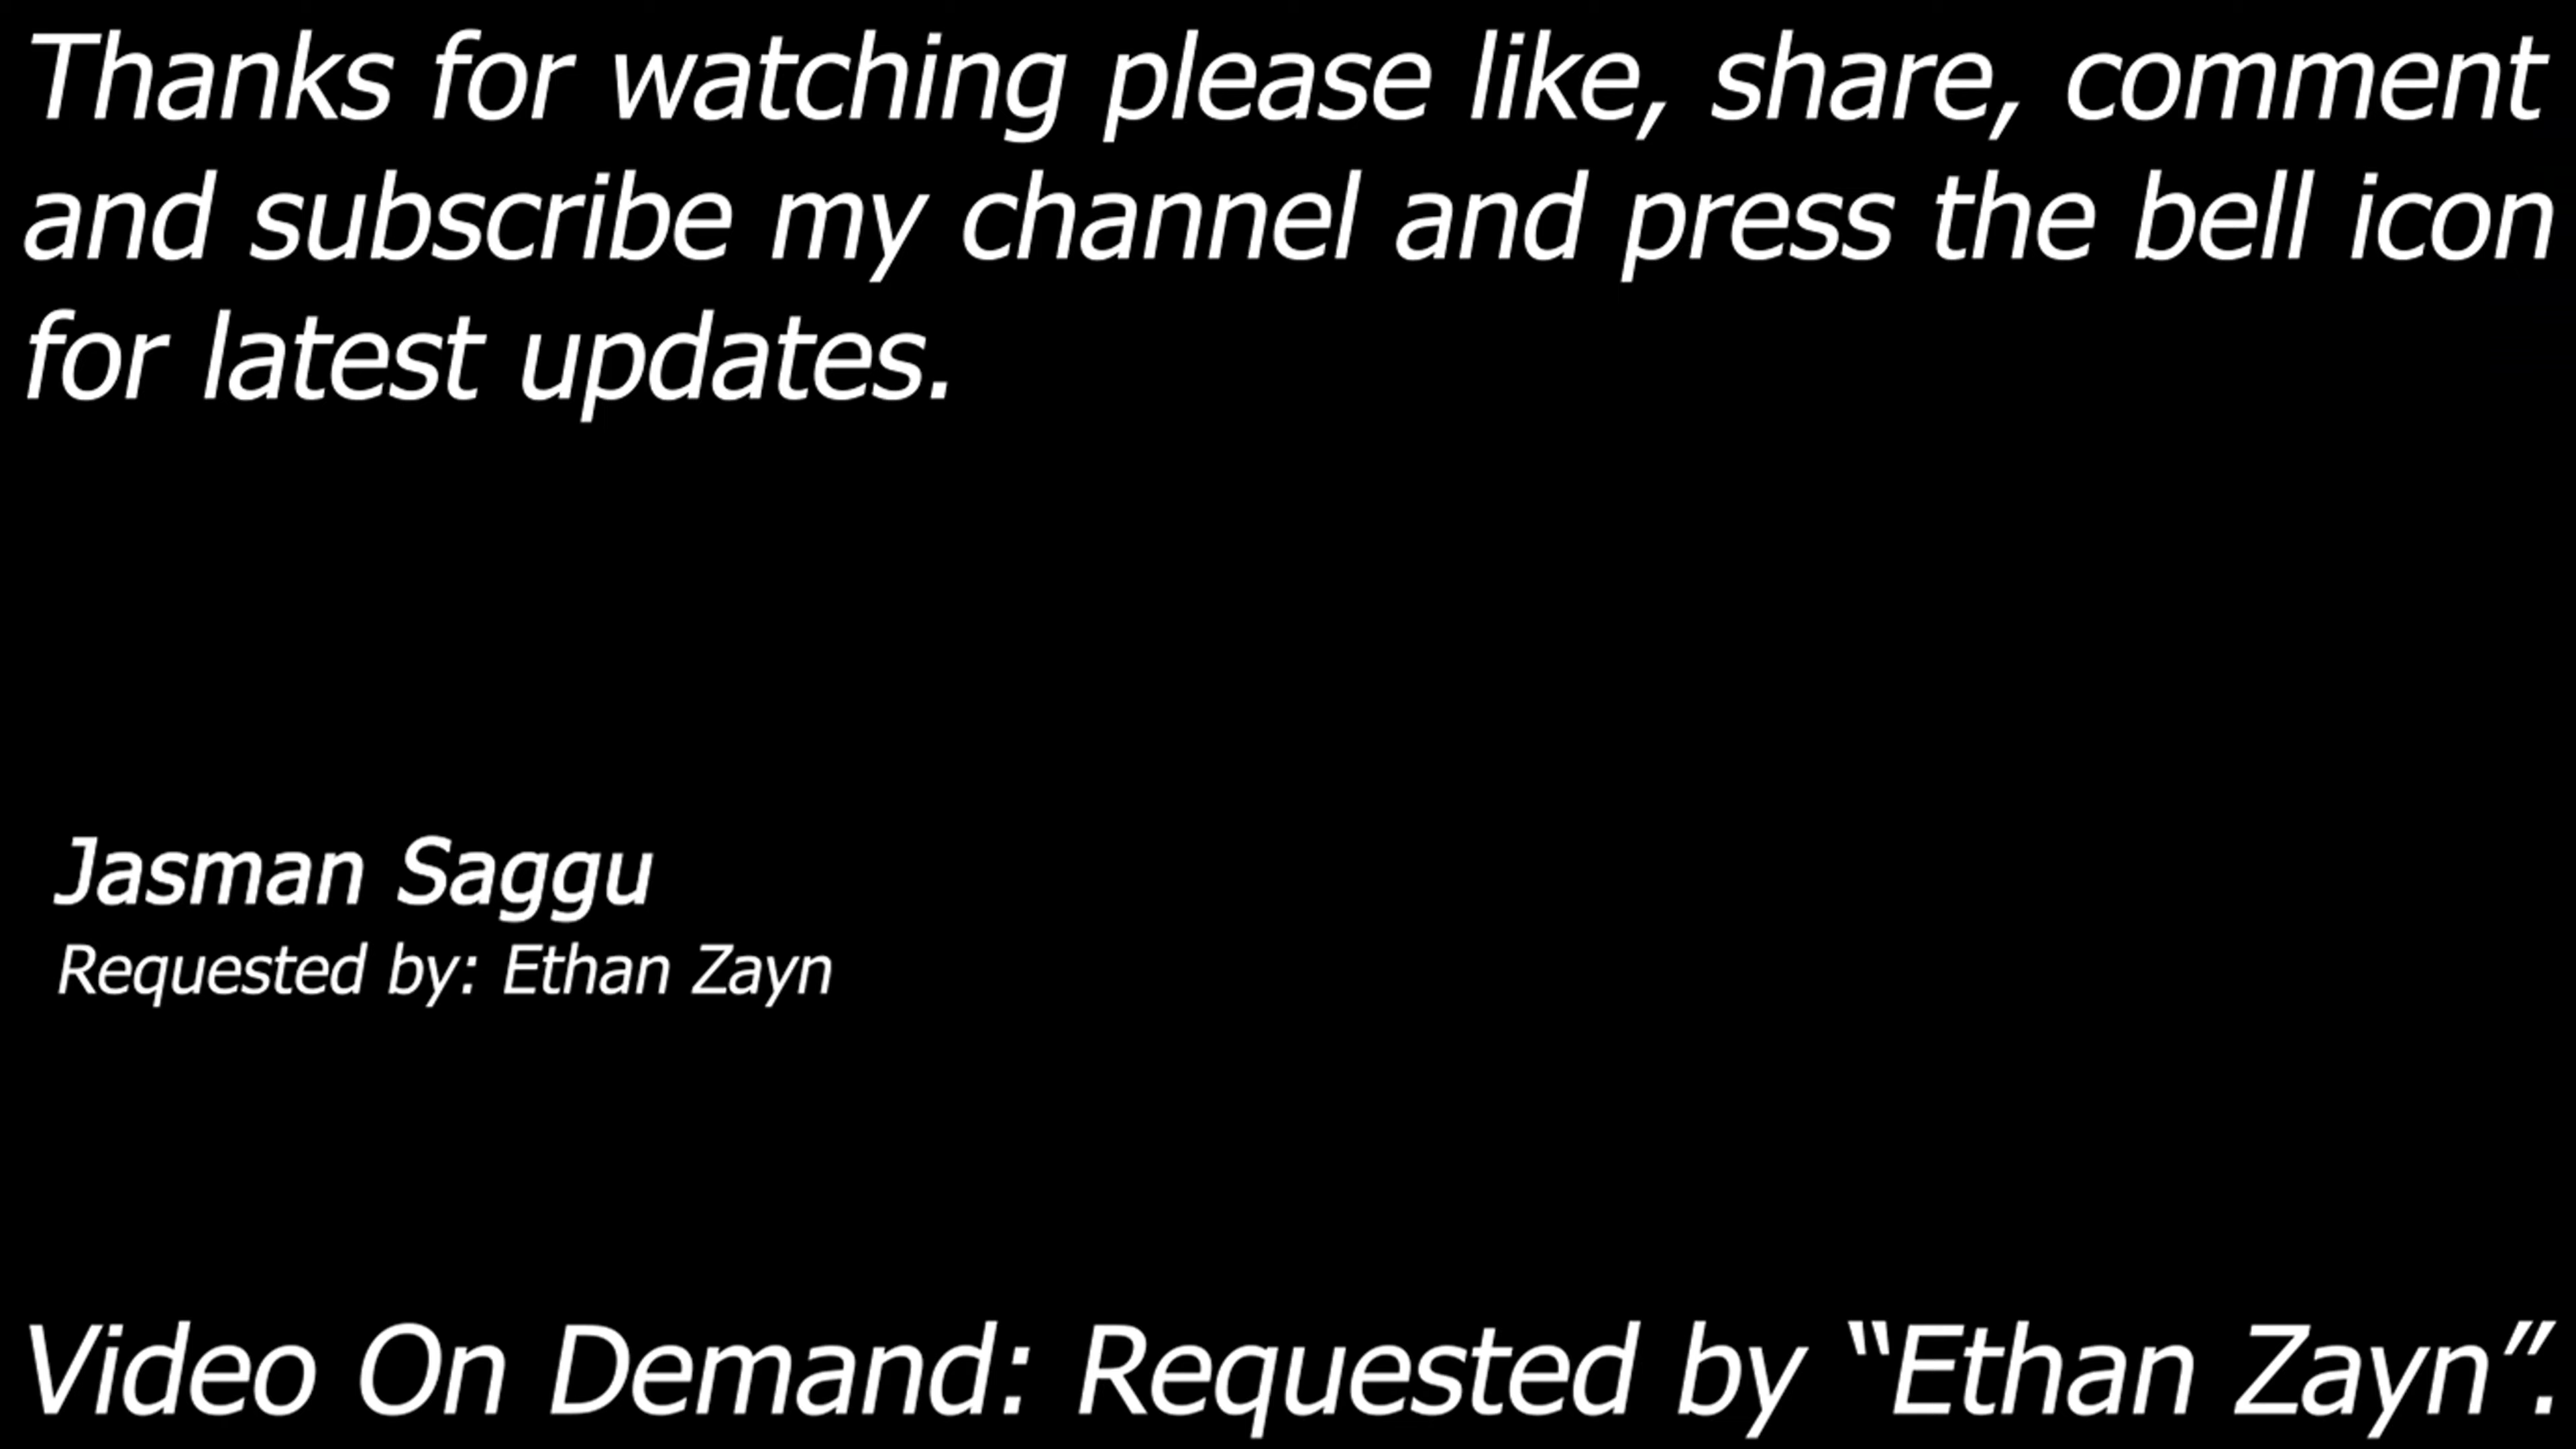 Thanks for watching please like, share, comment
and subscribe my channel and press the bell icon
for latest updates.
Jasman Saggu
Requested by: Ethan Zayn
Video On Demand: Requested by “Ethan Zayn”.